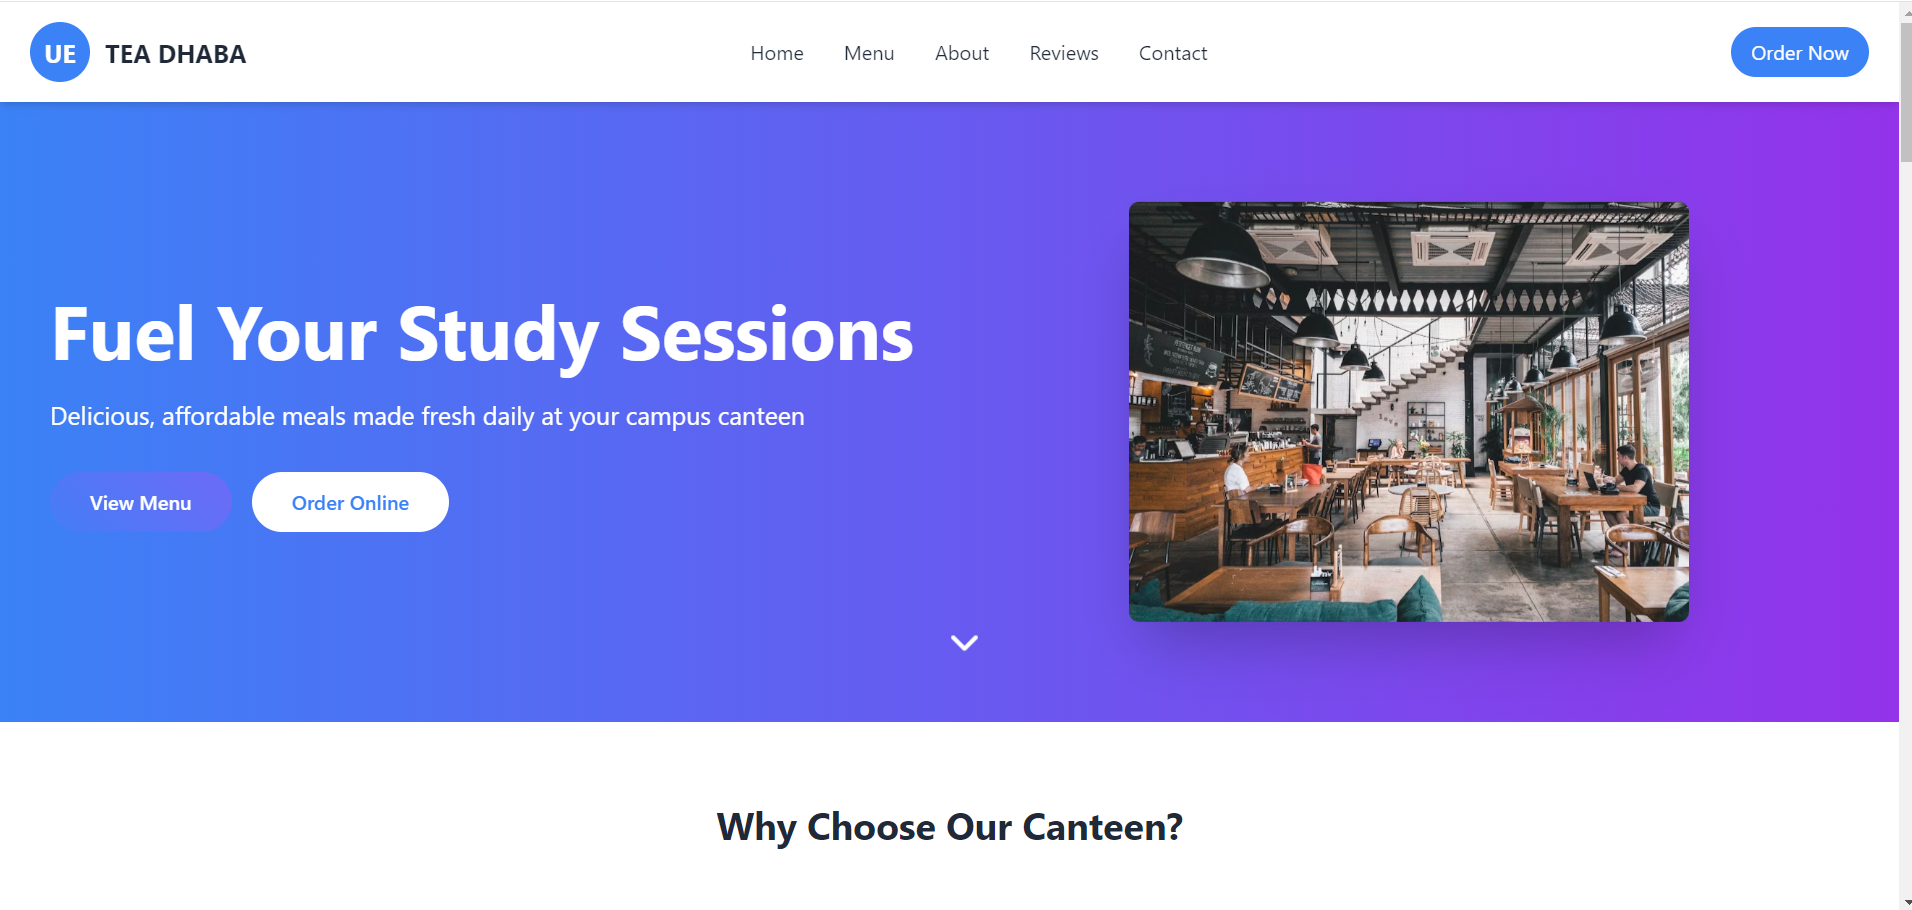 UE TEA DHABA
Home Menu About Reviews Contact
Order Now
Fuel Your Study Sessions
Delicious, affordable meals made fresh daily at your campus canteen
View Menu Order Online
Why Choose Our Canteen?